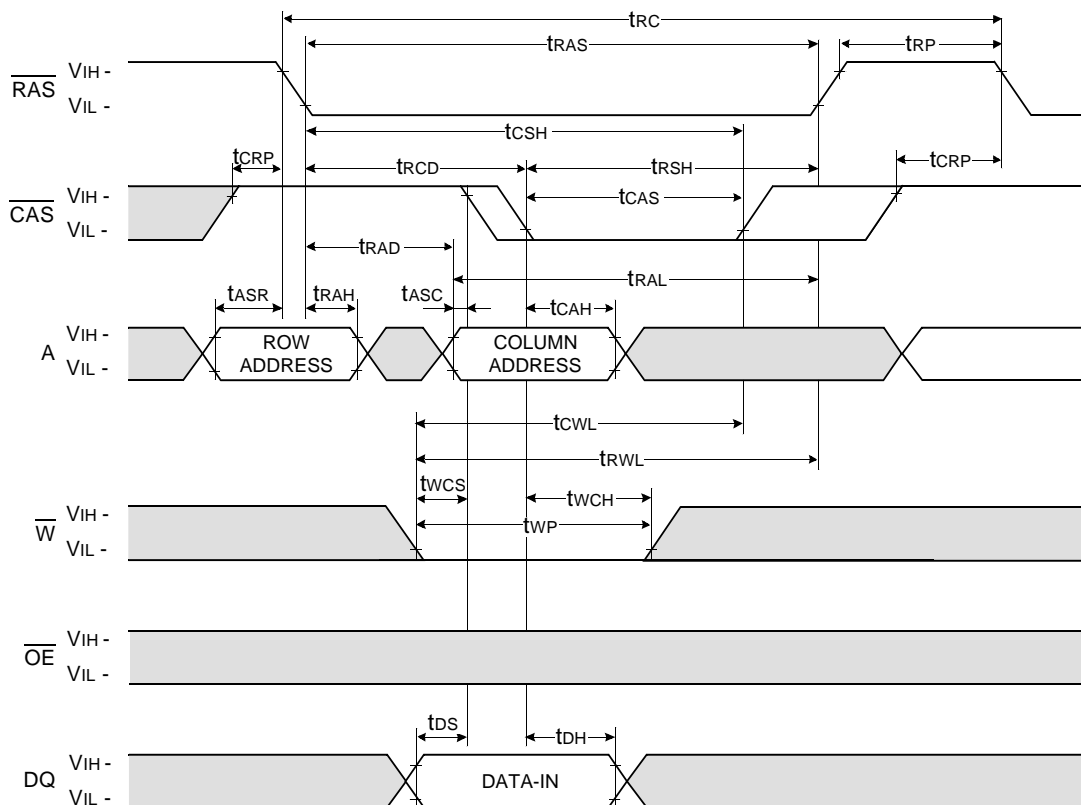 tRC
tRAS
tRP
RAS
VIH -
VIL -
tCSH
tCRP
tRCD
tRSH
tCRP
CAS
VIH -
VIL -
tCAS
tRAD
tRAL
tASR
tRAH
tASC
tCAH
A
VIH -
VIL -
ROW
ADDRESS
COLUMN
ADDRESS
tCWL
tRWL
tWCS
tWCH
W
VIH -
VIL -
tWP
OE
VIH -
VIL -
tDS
tDH
DQ
VIH -
VIL -
DATA-IN